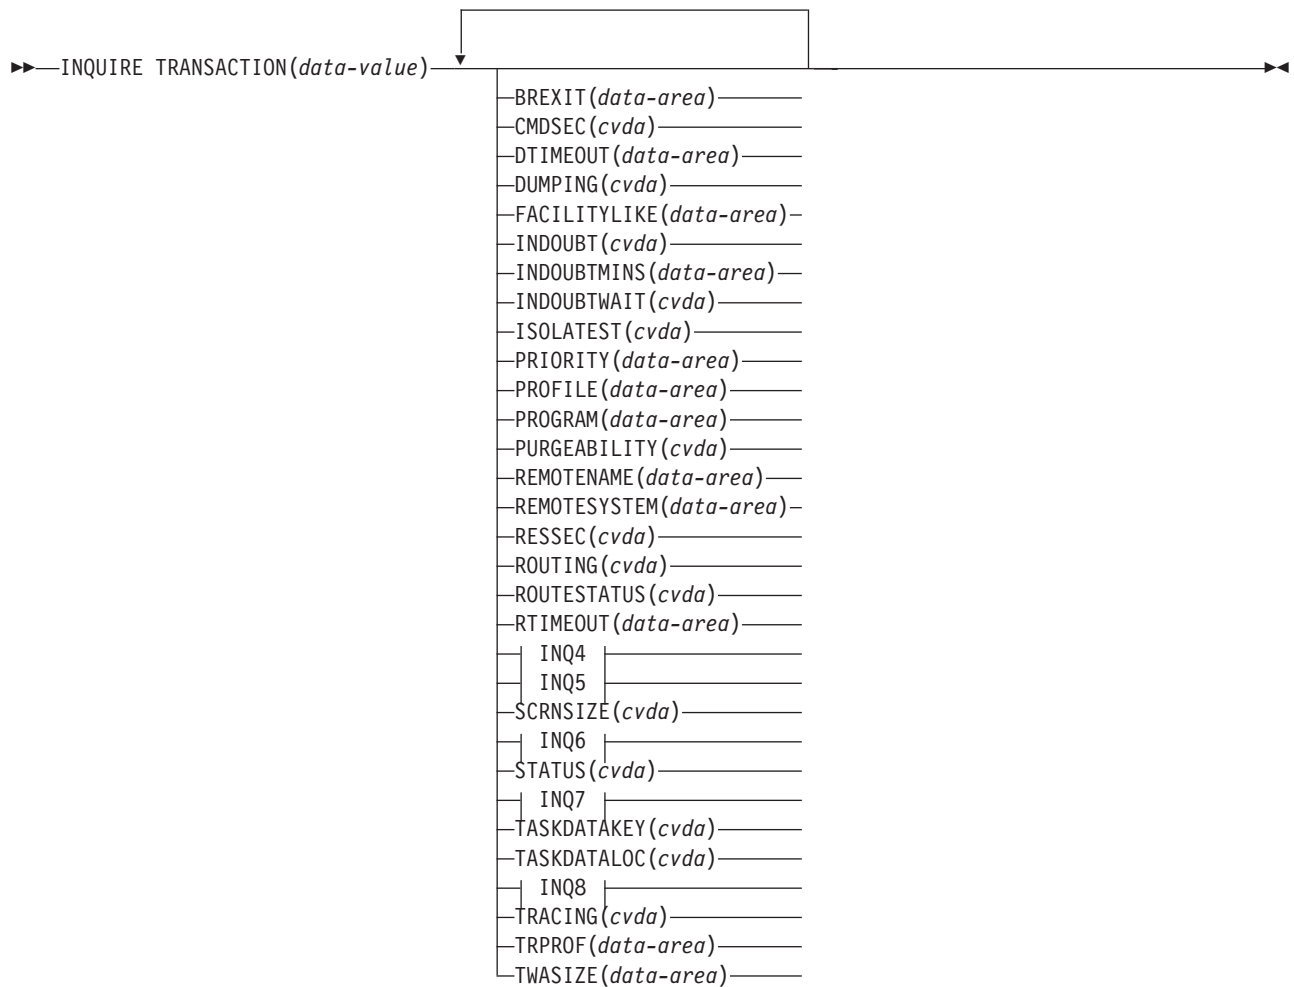 INQUIRE TRANSACTION(data-value)
BREXIT(data-area)
CMDSEC(cvda)
DTIMEOUT(data-area)
DUMPING(cvda)
FACILITYLIKE(data-area)
INDOUBT(cvda)
INDOUBTMINS(data-area)
INDOUBTWAIT(cvda)
ISOLATEST(cvda)
PRIORITY(data-area)
PROFILE(data-area)
PROGRAM(data-area)
PURGEABILITY(cvda)
REMOTENAME(data-area)
REMOTESYSTEM(data-area)
RESSEC(cvda)
ROUTING(cvda)
ROUTESTATUS(cvda)
RTIMEOUT(data-area)
INQ4
INQ5
SCRNSIZE(cvda)
INQ6
STATUS(cvda)
INQ7
TASKDATAKEY(cvda)
TASKDATALOC(cvda)
INQ8
TRACING(cvda)
TRPROF(data-area)
TWASIZE(data-area)